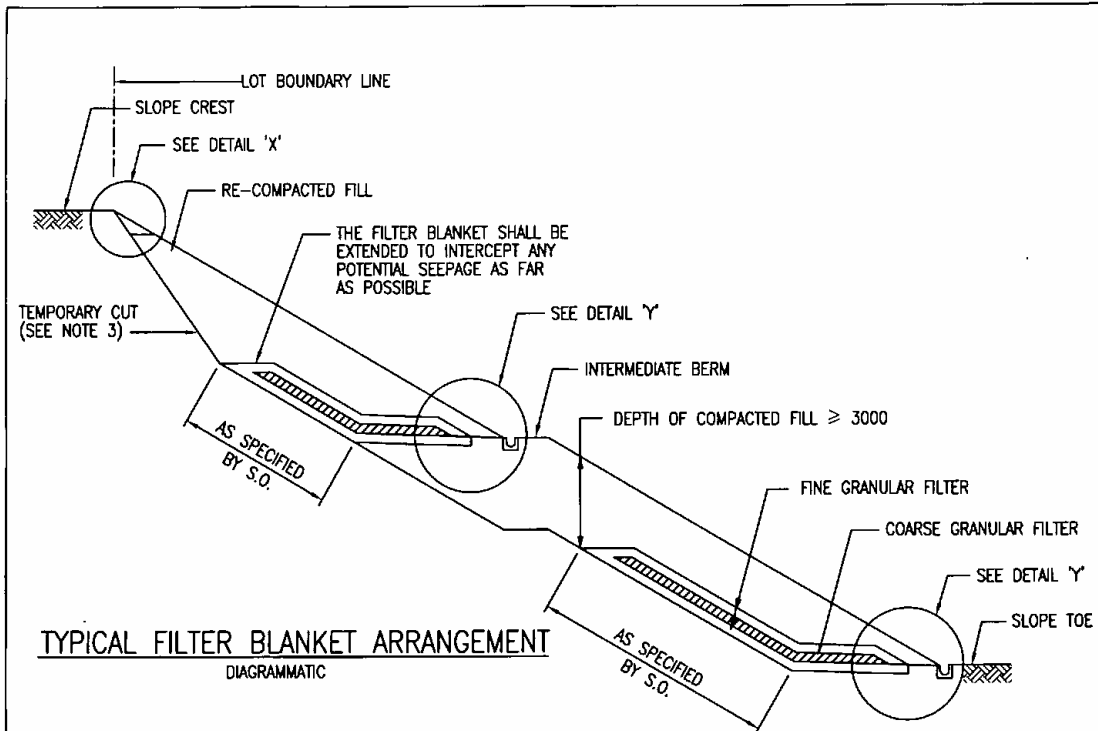 LOT BOUNDARY LINE
SLOPE CREST
SEE DETAIL 'X'
RE-COMPACTED FILL
THE FILTER BLANKET SHALL BE
EXTENDED TO INTERCEPT ANY
POTENTIAL SEEPAGE AS FAR
AS POSSIBLE
TEMPORARY CUT
(SEE NOTE 3)
SEE DETAIL 'Y'
INTERMEDIATE BERM
DEPTH OF COMPACTED FILL ≥ 3000
AS SPECIFIED
BY S.O.
FINE GRANULAR FILTER
COARSE GRANULAR FILTER
SEE DETAIL 'Y'
SLOPE TOE
AS SPECIFIED
BY S.O.
TYPICAL FILTER BLANKET ARRANGEMENT
DIAGRAMMATIC